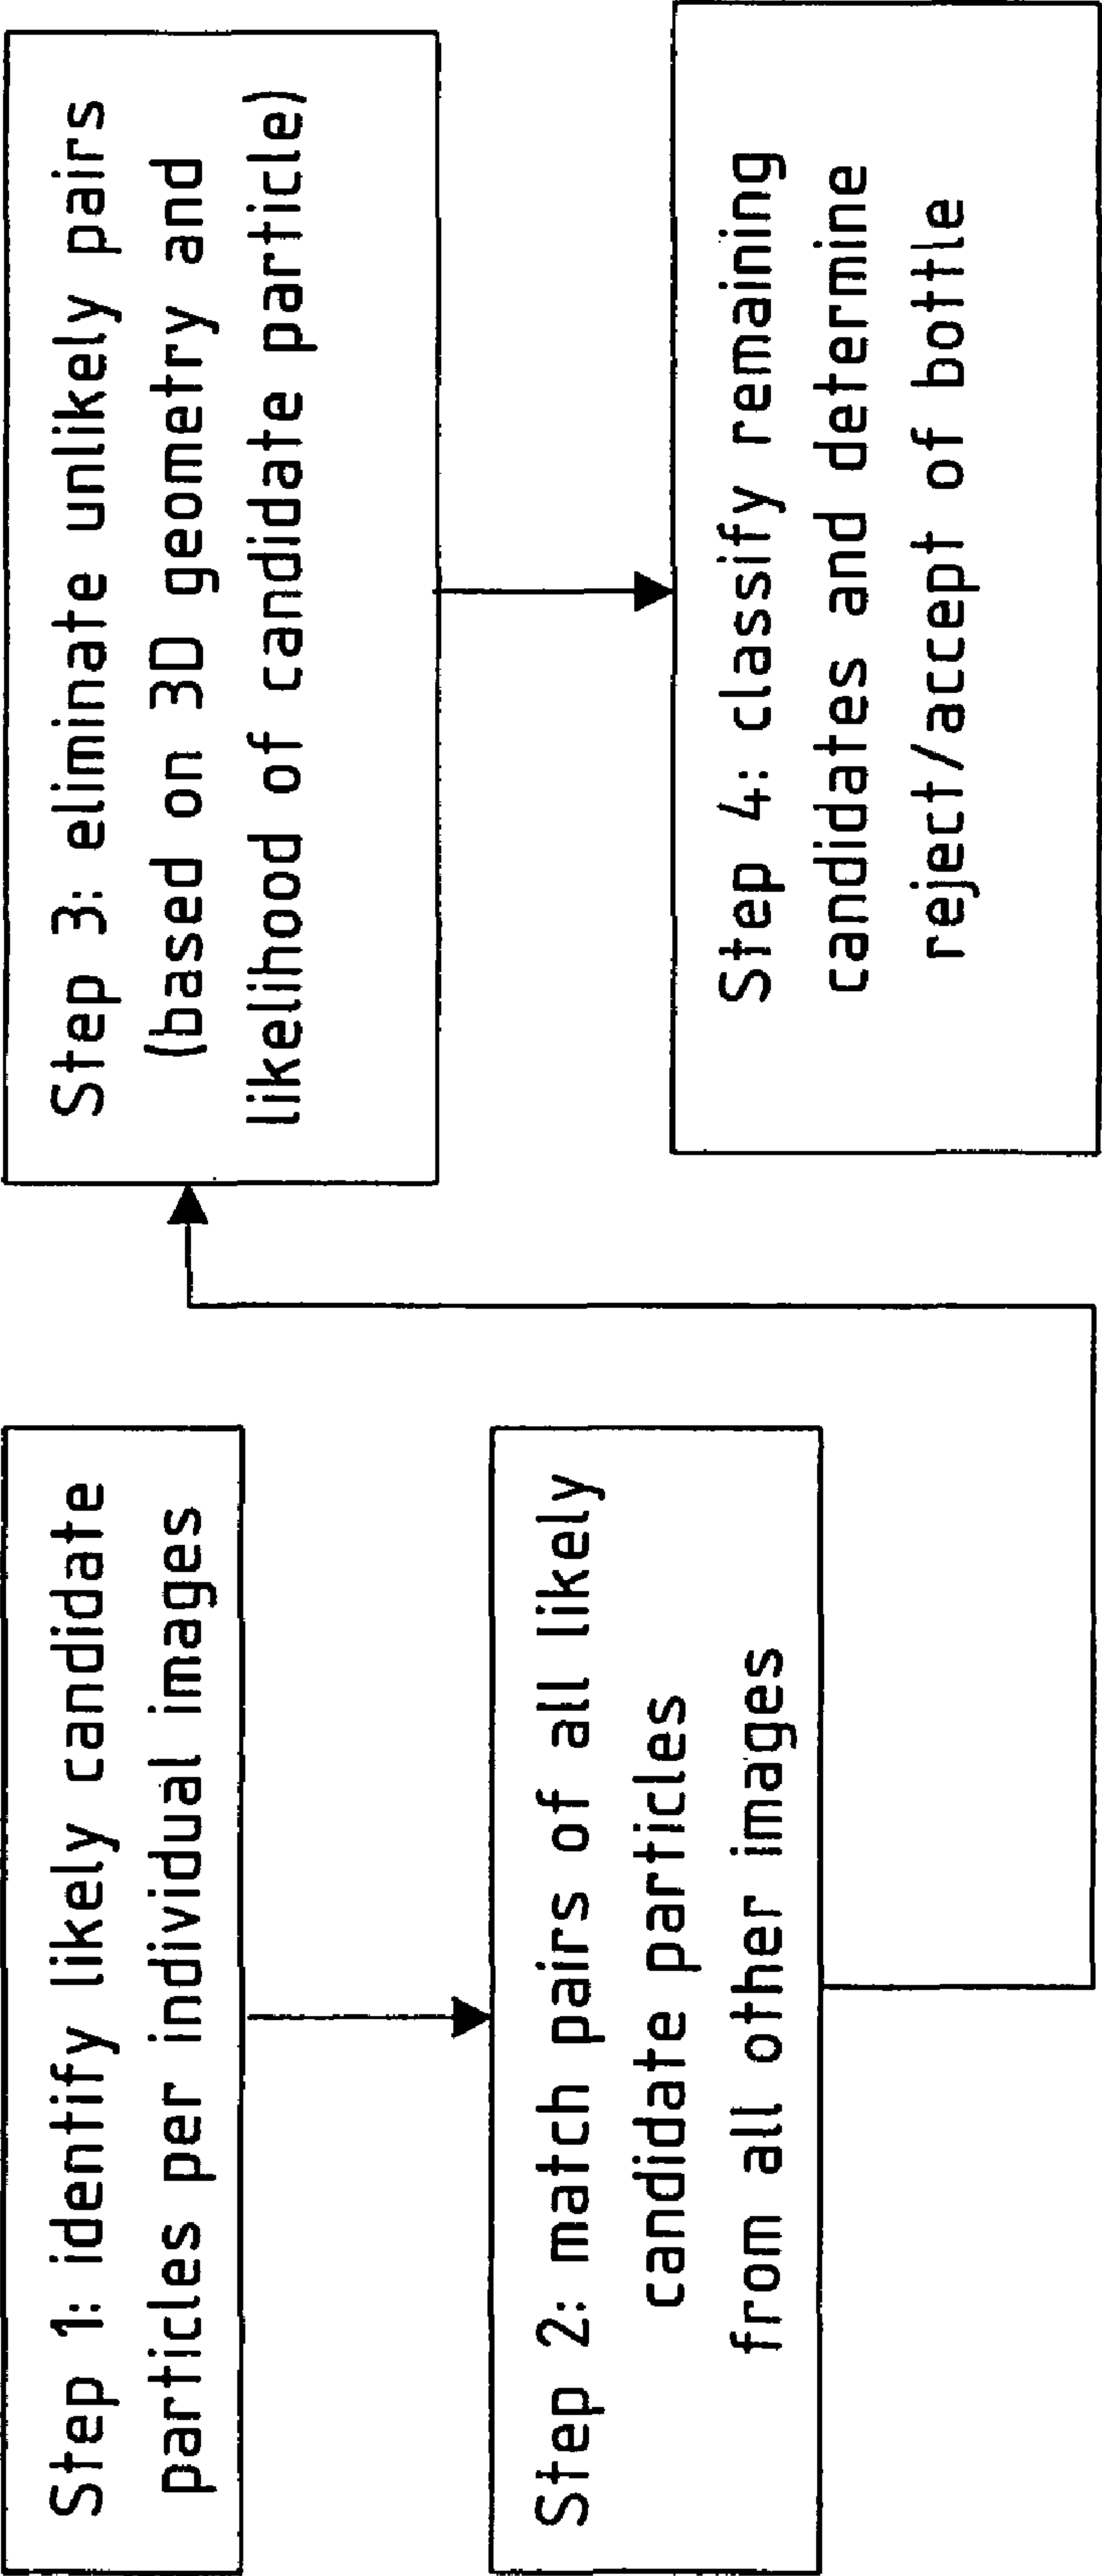 Step 1: identify likely candidate
particles per individual images
Step 2: match pairs of all likely
candidate particles
from all other images
Step 3: eliminate unlikely pairs
(based on 3D geometry and
likelihood of candidate particle)
Step 4: classify remaining
candidates and determine
reject/accept of bottle